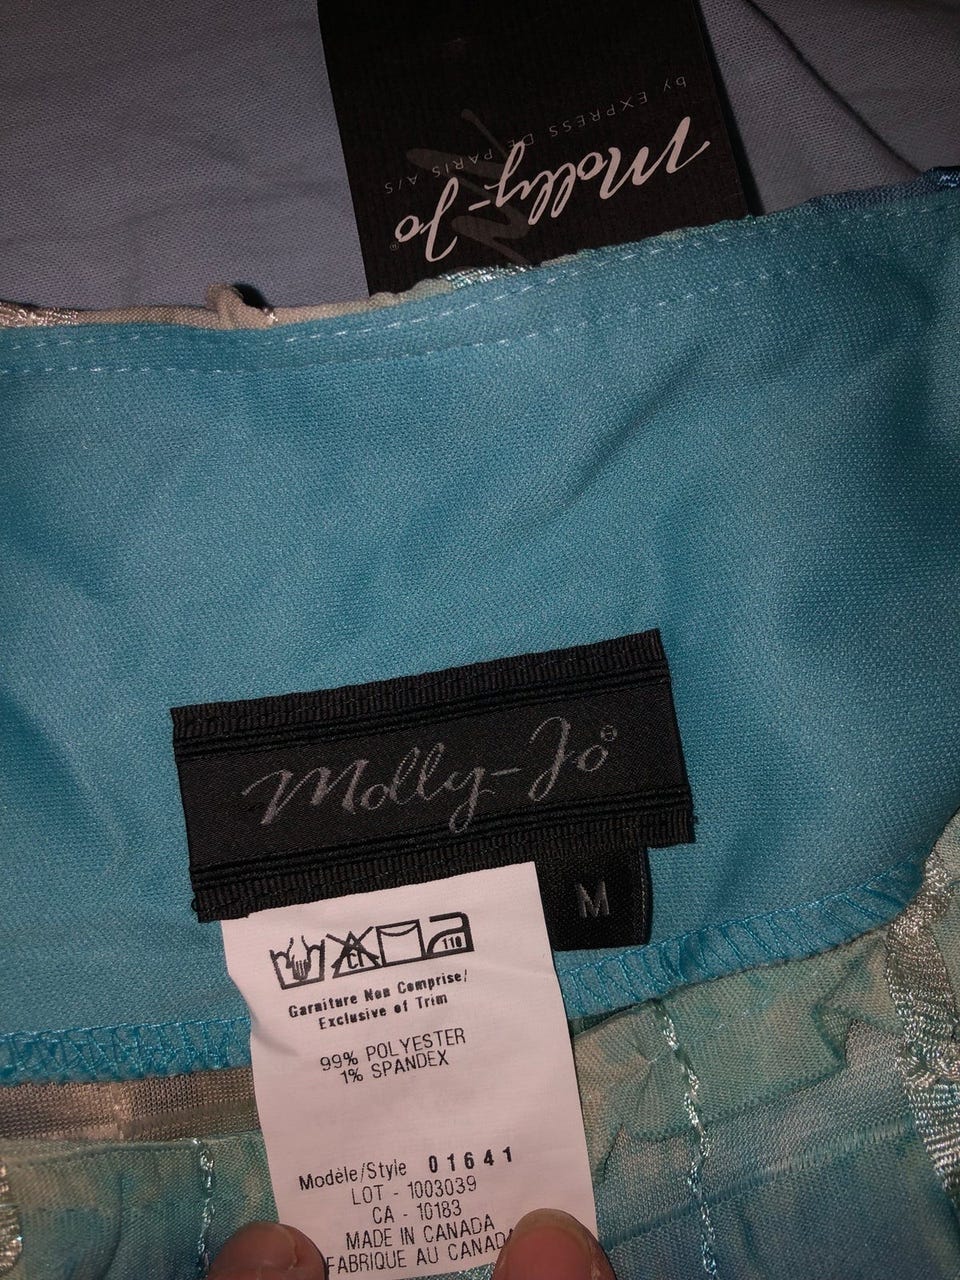 Molly-Jo®
by EXPRESS DE PARIS A/S
Molly-Jo®
M
Cl 110
Garniture Non Comprise/
Exclusive of Trim
99% POLYESTER
1% SPANDEX
Modèle/Style 01641
LOT - 1003039
CA - 10183
MADE IN CANADA
FABRIQUE AU CANADA